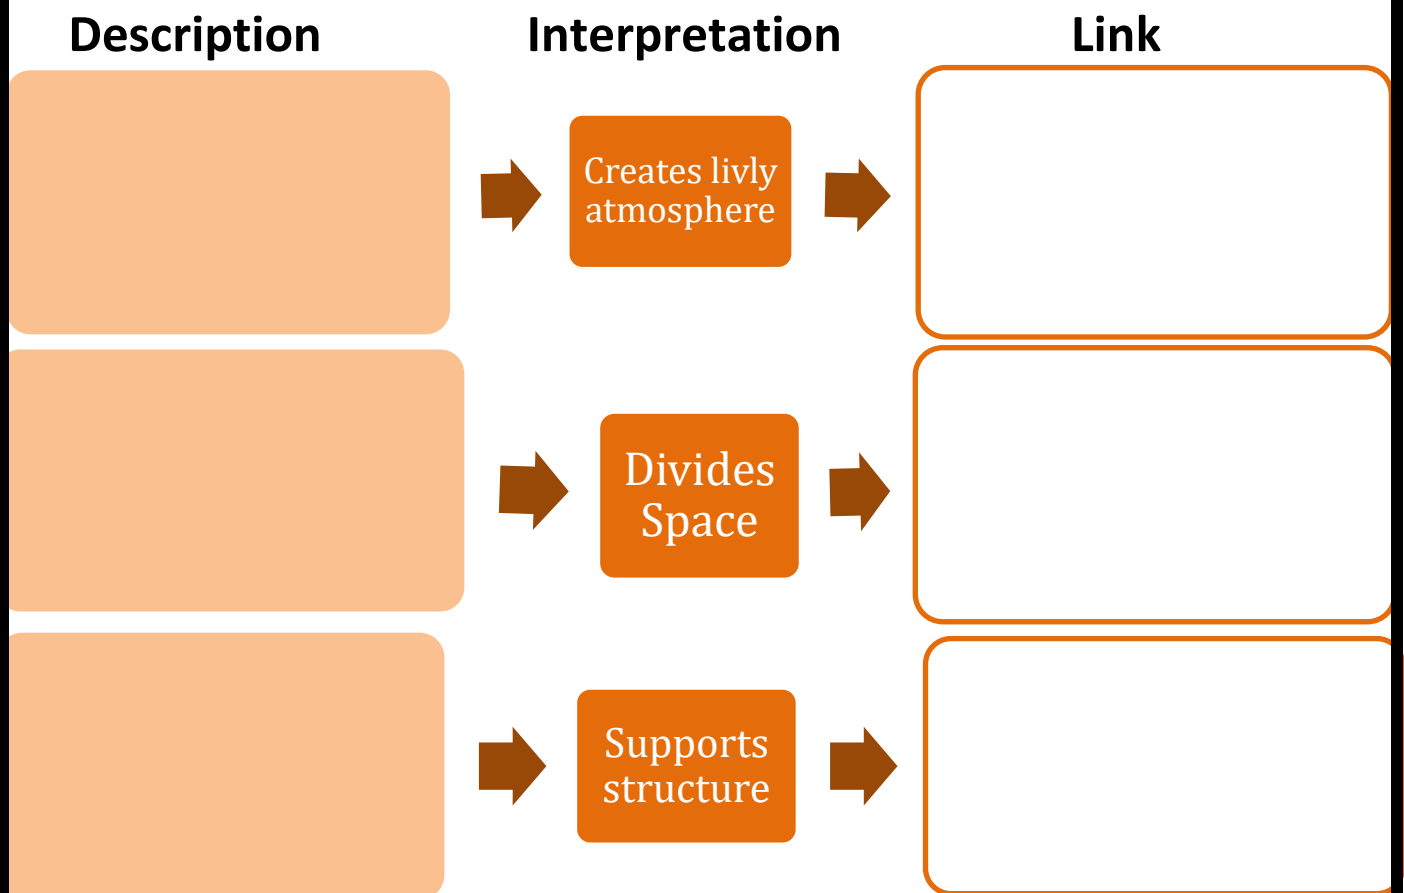 Description
Interpretation
Link
Creates livly
atmosphere
Divides
Space
Supports
structure